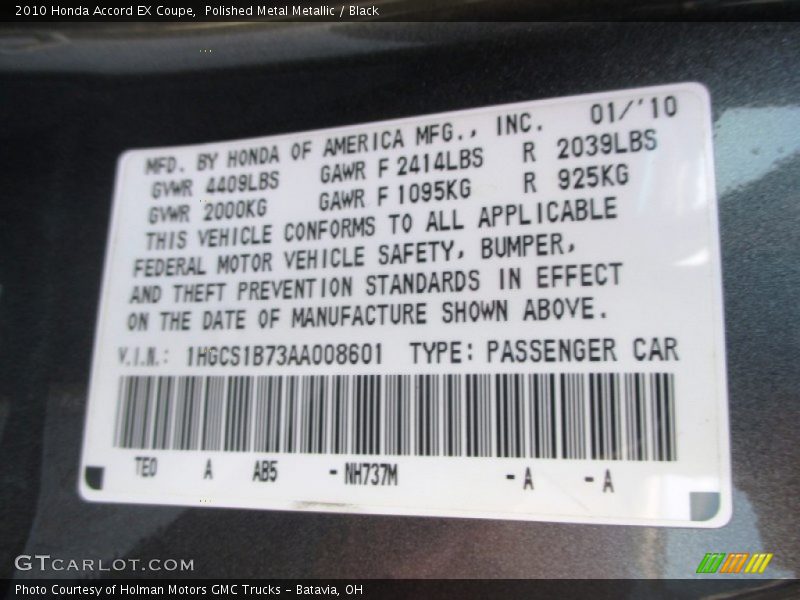 2010 Honda Accord EX Coupe, Polished Metal Metallic / Black
MFD. BY HONDA OF AMERICA MFG., INC. 01/'10
GVWR 4409LBS GAWR F 2414LBS R 2039LBS
GVWR 2000KG GAWR F 1095KG R 925KG
THIS VEHICLE CONFORMS TO ALL APPLICABLE
FEDERAL MOTOR VEHICLE SAFETY, BUMPER,
AND THEFT PREVENTION STANDARDS IN EFFECT
ON THE DATE OF MANUFACTURE SHOWN ABOVE.
V.I.N.: 1HGCS1B73AA008601 TYPE: PASSENGER CAR
TE0 A AB5 -NH737M -A -A
GTCARLOT.COM
Photo Courtesy of Holman Motors GMC Trucks - Batavia, OH